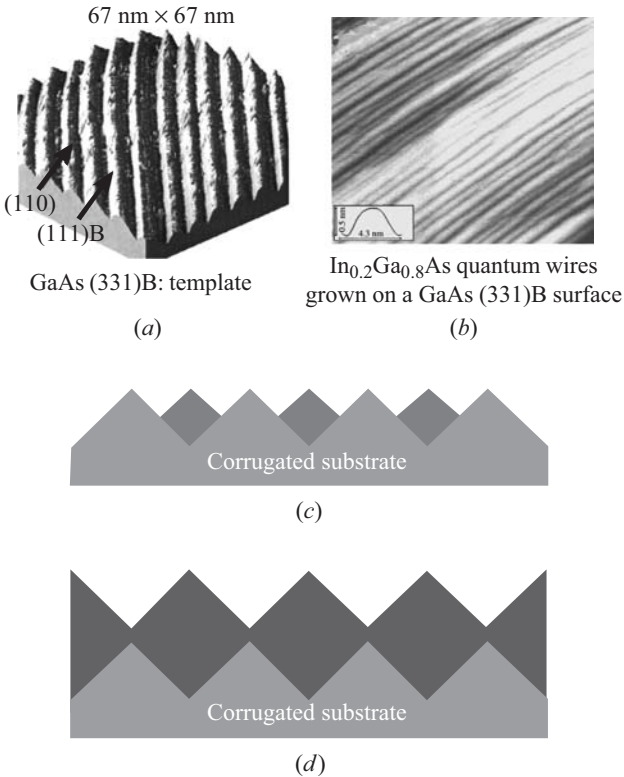 67 nm × 67 nm
(110)
(111)B
GaAs (331)B: template
(a)
0.5 nm
4.3 nm
In0.2Ga0.8As quantum wires
grown on a GaAs (331)B surface
(b)
Corrugated substrate
(c)
Corrugated substrate
(d)